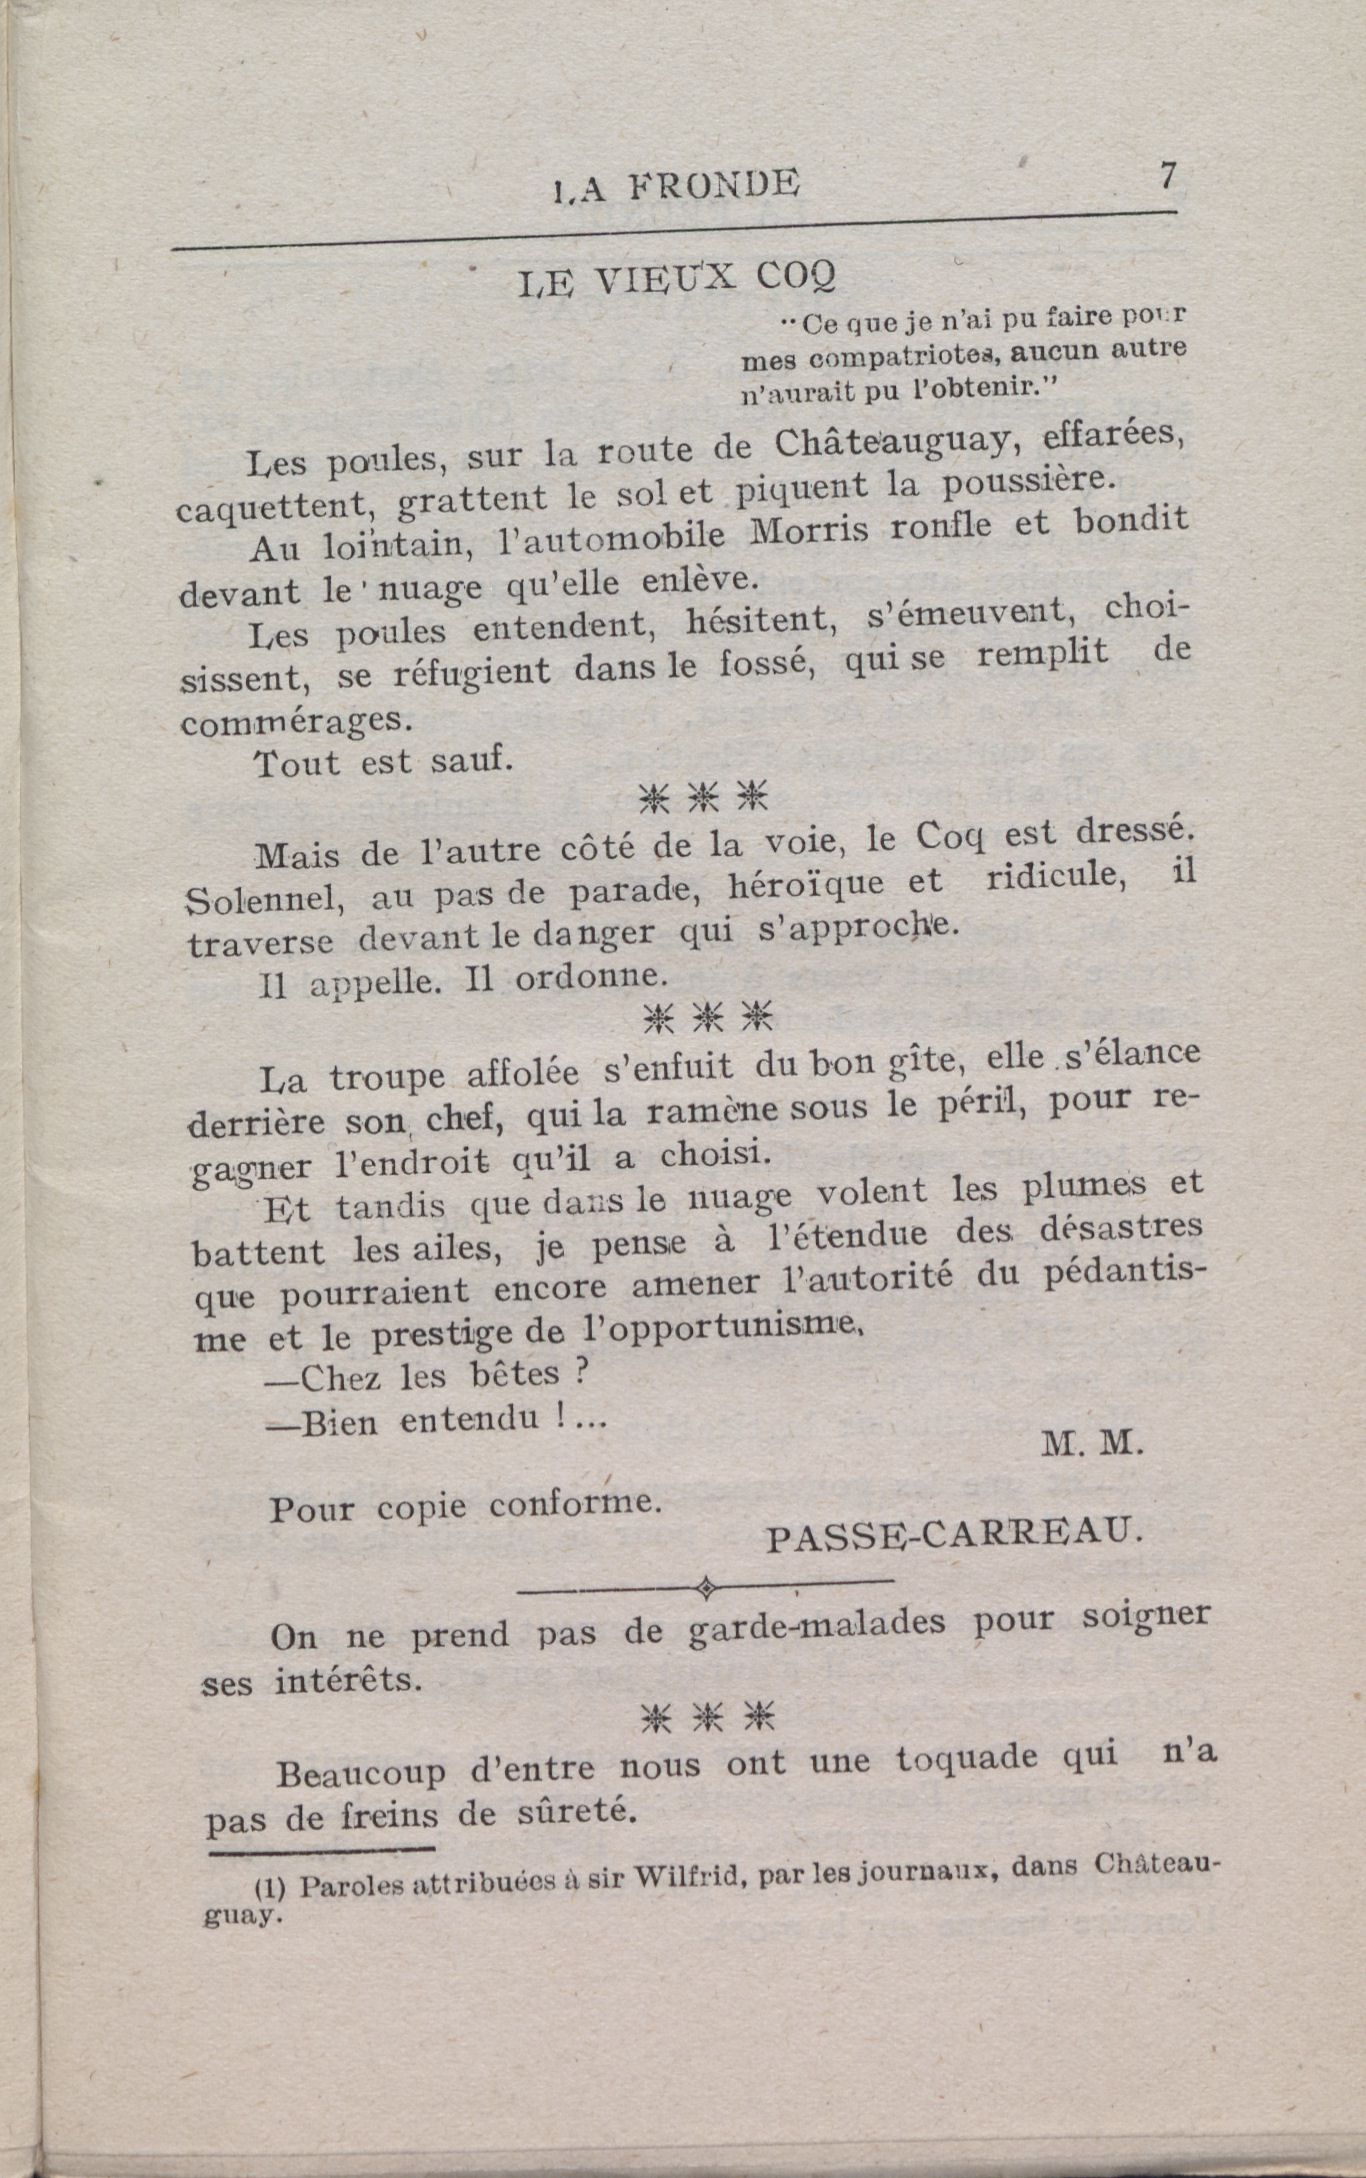 LA FRONDE 7
LE VIEUX COQ
"Ce que je n'ai pu faire pour
mes compatriotes, aucun autre
n'aurait pu l'obtenir."
Les poules, sur la route de Châteauguay, effarées,
caquettent, grattent le sol et piquent la poussière.
Au lointain, l'automobile Morris ronfle et bondit
devant le nuage qu'elle enlève.
Les poules entendent, hésitent, s'émeuvent, choi-
sissent, se réfugient dans le fossé, qui se remplit de
commérages.
Tout est sauf.
⁎ ⁎ ⁎
Mais de l'autre côté de la voie, le Coq est dressé.
Solennel, au pas de parade, héroïque et ridicule, il
traverse devant le danger qui s'approche.
Il appelle. Il ordonne.
⁎ ⁎ ⁎
La troupe affolée s'enfuit du bon gîte, elle s'élance
derrière son chef, qui la ramène sous le péril, pour re-
gagner l'endroit qu'il a choisi.
Et tandis que dans le nuage volent les plumes et
battent les ailes, je pense à l'étendue des désastres
que pourraient encore amener l'autorité du pédantis-
me et le prestige de l'opportunisme.
—Chez les bêtes ?
—Bien entendu !...
M. M.
Pour copie conforme.
PASSE-CARREAU.
On ne prend pas de garde-malades pour soigner
ses intérêts.
⁎ ⁎ ⁎
Beaucoup d'entre nous ont une toquade qui n'a
pas de freins de sûreté.
(1) Paroles attribuées à sir Wilfrid, par les journaux, dans Château-
guay.